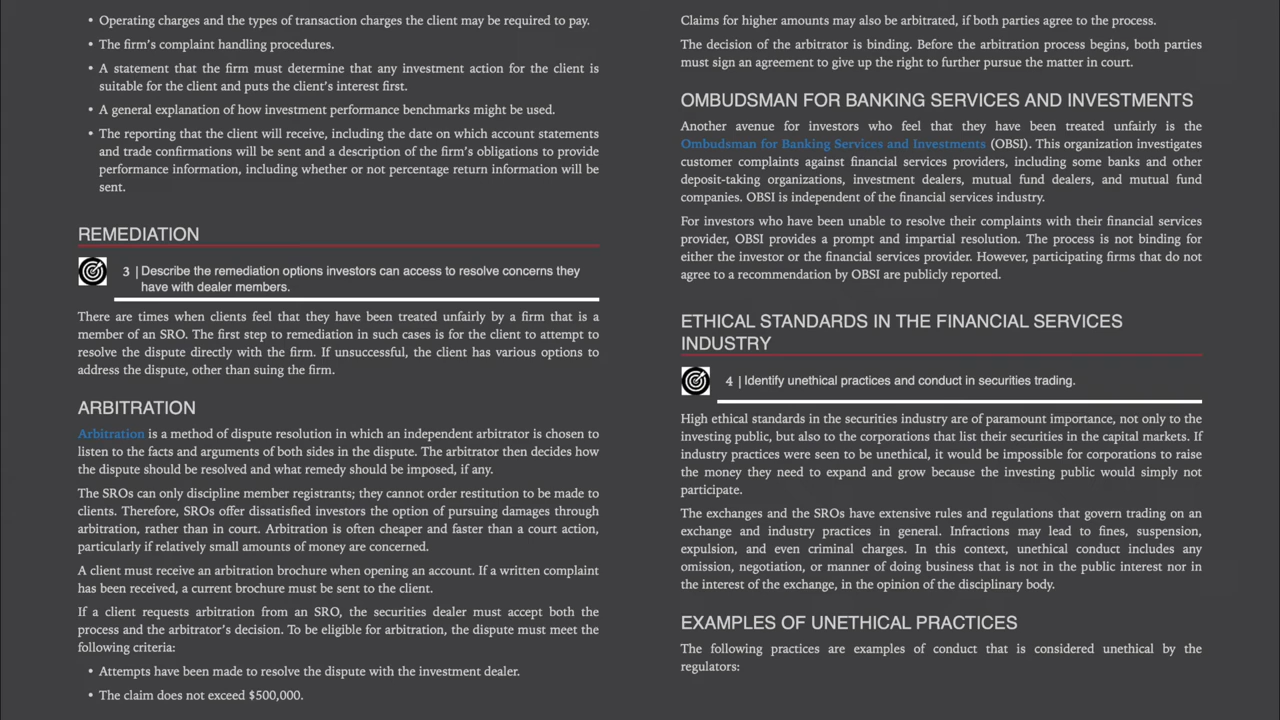 • Operating charges and the types of transaction charges the client may be required to pay.
• The firm's complaint handling procedures.
• A statement that the firm must determine that any investment action for the client is
suitable for the client and puts the client's interest first.
• A general explanation of how investment performance benchmarks might be used.
• The reporting that the client will receive, including the date on which account statements
and trade confirmations will be sent and a description of the firm's obligations to provide
performance information, including whether or not percentage return information will be
sent.
REMEDIATION
3 | Describe the remediation options investors can access to resolve concerns they
have with dealer members.
There are times when clients feel that they have been treated unfairly by a firm that is a
member of an SRO. The first step to remediation in such cases is for the client to attempt to
resolve the dispute directly with the firm. If unsuccessful, the client has various options to
address the dispute, other than suing the firm.
ARBITRATION
Arbitration is a method of dispute resolution in which an independent arbitrator is chosen to
listen to the facts and arguments of both sides in the dispute. The arbitrator then decides how
the dispute should be resolved and what remedy should be imposed, if any.
The SROs can only discipline member registrants; they cannot order restitution to be made to
clients. Therefore, SROs offer dissatisfied investors the option of pursuing damages through
arbitration, rather than in court. Arbitration is often cheaper and faster than a court action,
particularly if relatively small amounts of money are concerned.
A client must receive an arbitration brochure when opening an account. If a written complaint
has been received, a current brochure must be sent to the client.
If a client requests arbitration from an SRO, the securities dealer must accept both the
process and the arbitrator's decision. To be eligible for arbitration, the dispute must meet the
following criteria:
• Attempts have been made to resolve the dispute with the investment dealer.
• The claim does not exceed $500,000.
Claims for higher amounts may also be arbitrated, if both parties agree to the process.
The decision of the arbitrator is binding. Before the arbitration process begins, both parties
must sign an agreement to give up the right to further pursue the matter in court.
OMBUDSMAN FOR BANKING SERVICES AND INVESTMENTS
Another avenue for investors who feel that they have been treated unfairly is the
Ombudsman for Banking Services and Investments (OBSI). This organization investigates
customer complaints against financial services providers, including some banks and other
deposit-taking organizations, investment dealers, mutual fund dealers, and mutual fund
companies. OBSI is independent of the financial services industry.
For investors who have been unable to resolve their complaints with their financial services
provider, OBSI provides a prompt and impartial resolution. The process is not binding for
either the investor or the financial services provider. However, participating firms that do not
agree to a recommendation by OBSI are publicly reported.
ETHICAL STANDARDS IN THE FINANCIAL SERVICES
INDUSTRY
4 | Identify unethical practices and conduct in securities trading.
High ethical standards in the securities industry are of paramount importance, not only to the
investing public, but also to the corporations that list their securities in the capital markets. If
industry practices were seen to be unethical, it would be impossible for corporations to raise
the money they need to expand and grow because the investing public would simply not
participate.
The exchanges and the SROs have extensive rules and regulations that govern trading on an
exchange and industry practices in general. Infractions may lead to fines, suspension,
expulsion, and even criminal charges. In this context, unethical conduct includes any
omission, negotiation, or manner of doing business that is not in the public interest nor in
the interest of the exchange, in the opinion of the disciplinary body.
EXAMPLES OF UNETHICAL PRACTICES
The following practices are examples of conduct that is considered unethical by the
regulators: